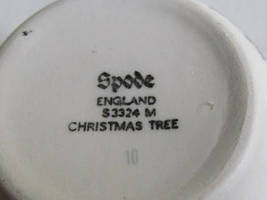 Spode
ENGLAND
S3324 M
CHRISTMAS TREE
10